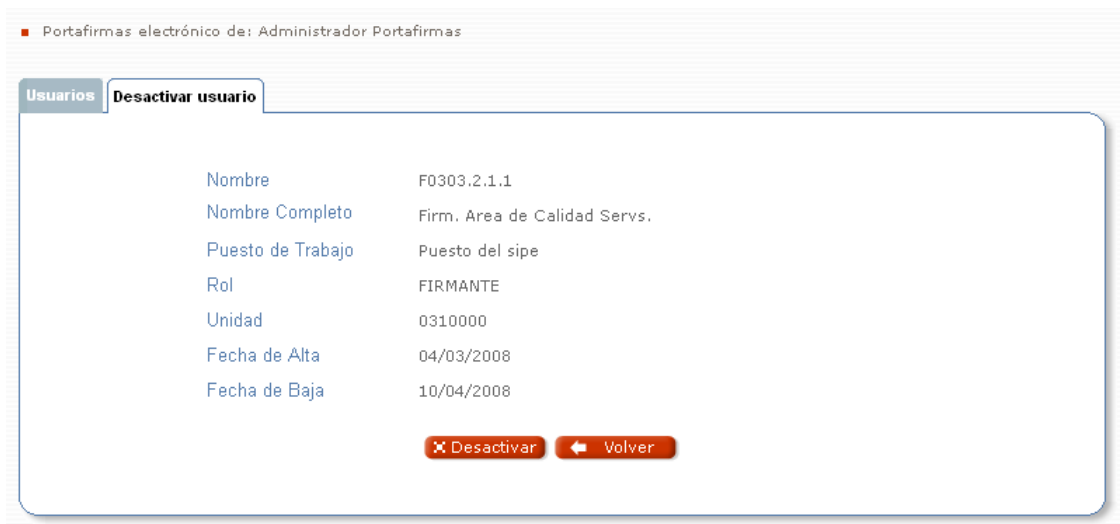 Portafirmas electrónico de: Administrador Portafirmas
Usuarios Desactivar usuario
Nombre F0303.2.1.1
Nombre Completo Firm. Area de Calidad Servs.
Puesto de Trabajo Puesto del sipe
Rol FIRMANTE
Unidad 0310000
Fecha de Alta 04/03/2008
Fecha de Baja 10/04/2008
Desactivar Volver